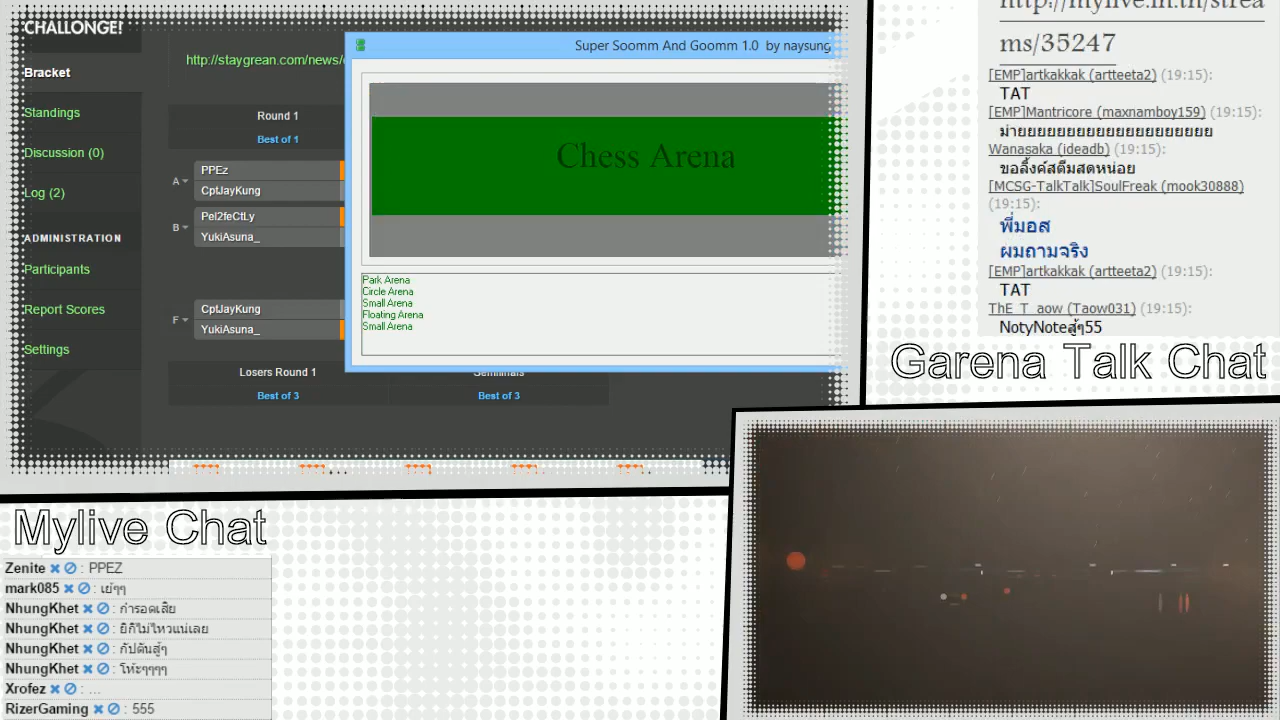 CHALLONGE!
Bracket
Standings
Discussion (0)
Log (2)
ADMINISTRATION
Participants
Report Scores
Settings
http://staygrean.com/news/
Round 1
Best of 1
A
PPEz
CptJayKung
B
Pel2feCtLy
YukiAsuna_
F
CptJayKung
YukiAsuna_
Losers Round 1
Semifinals
Best of 3
Best of 3
Super Soomm And Goomm 1.0 by naysung
Chess Arena
Park Arena
Circle Arena
Small Arena
Floating Arena
Small Arena
http://mylive.in.th/strea
ms/35247
[EMP]artkakkak (artteeta2) (19:15):
TAT
[EMP]Mantricore (maxnamboy159) (19:15):
ม่ายยยยยยยยยยยยยยยยยยย
Wanasaka (ideadb) (19:15):
ขอลิ้งค์สตีมสดหน่อย
[MCSG-TalkTalk]SoulFreak (mook30888)
(19:15):
พี่มอส
ผมถามจริง
[EMP]artkakkak (artteeta2) (19:15):
TAT
ThE_T_aow (Taow031) (19:15):
NotyNoteสู้ๆ55
Garena Talk Chat
Mylive Chat
Zenite : PPEZ
mark085 : เย้ๆๆ
NhungKhet : ก๋ารอดเสีย
NhungKhet : ยิกิไม่ไหวแน่เลย
NhungKhet : กัปตันสู้ๆ
NhungKhet : โห่ะๆๆๆๆ
Xrofez : ...
RizerGaming : 555